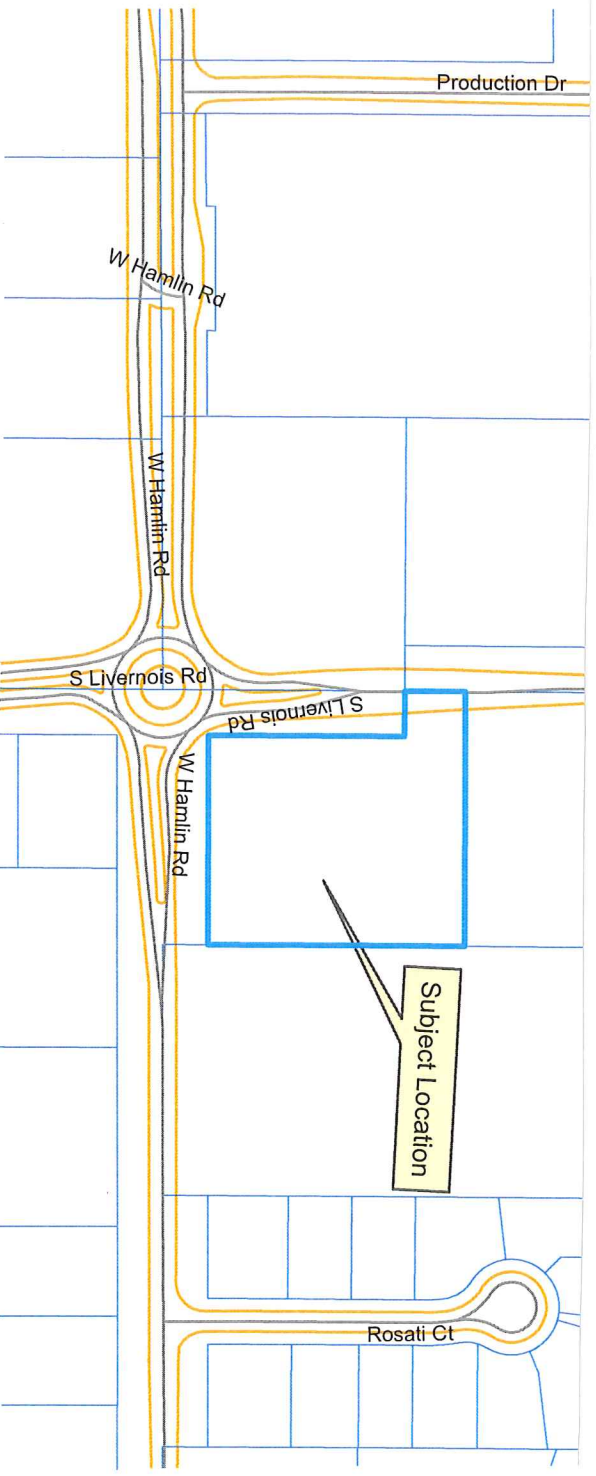 Production Dr
W Hamlin Rd
W Hamlin Rd
S Livernois Rd
S Livernois Rd
W Hamlin Rd
Subject Location
Rosati Ct